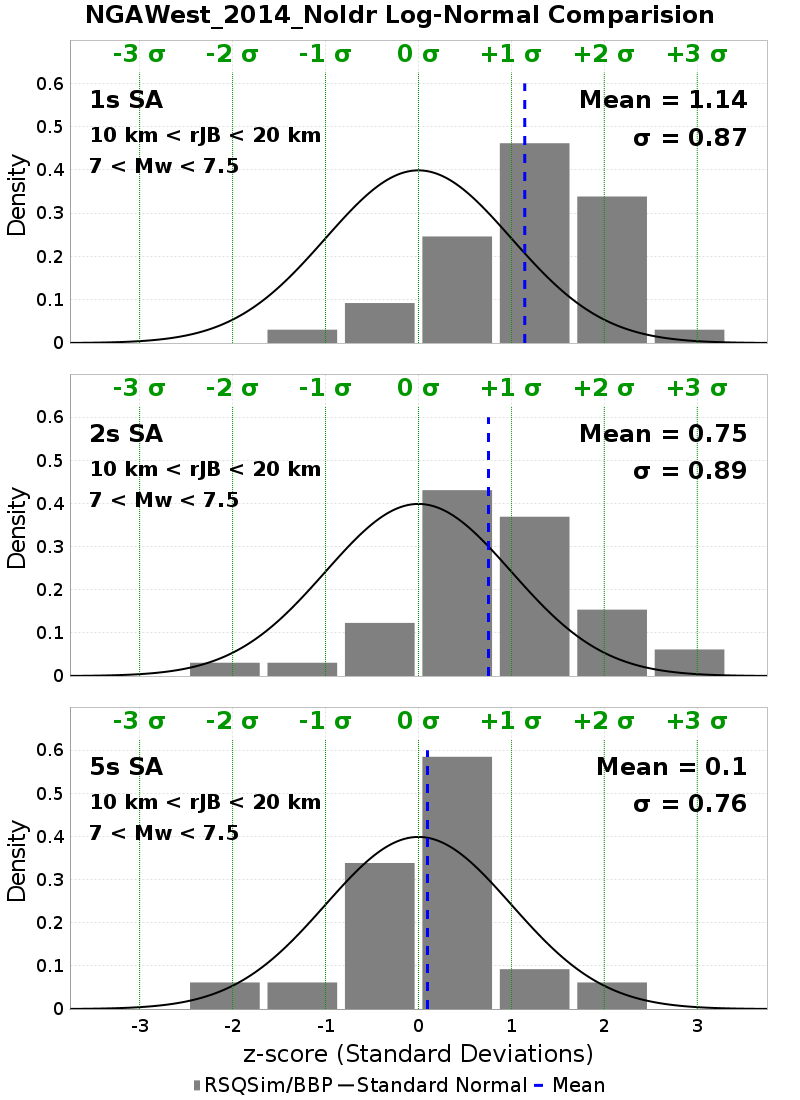 NGAWest_2014_NoIdr Log-Normal Comparision
-3 σ -2 σ -1 σ 0 σ +1 σ +2 σ +3 σ
1s SA
Mean = 1.14
10 km < rJB < 20 km
σ = 0.87
7 < Mw < 7.5
Density
0.6
0.5
0.4
0.3
0.2
0.1
0
-3 σ -2 σ -1 σ 0 σ +1 σ +2 σ +3 σ
2s SA
Mean = 0.75
10 km < rJB < 20 km
σ = 0.89
7 < Mw < 7.5
Density
0.6
0.5
0.4
0.3
0.2
0.1
0
-3 σ -2 σ -1 σ 0 σ +1 σ +2 σ +3 σ
5s SA
Mean = 0.1
10 km < rJB < 20 km
σ = 0.76
7 < Mw < 7.5
Density
0.6
0.5
0.4
0.3
0.2
0.1
0
-3 -2 -1 0 1 2 3
z-score (Standard Deviations)
RSQSim/BBP Standard Normal Mean